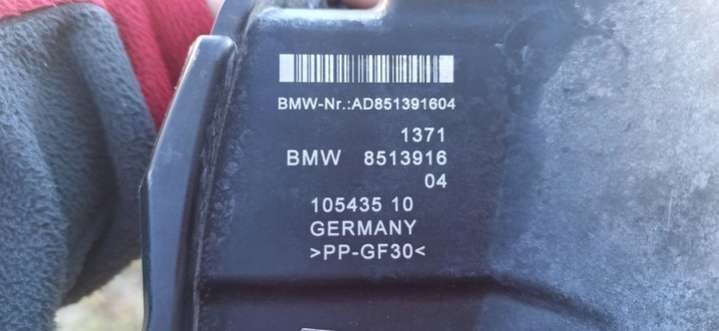 BMW-Nr.:AD851391604
1371
BMW 8513916
04
105435 10
GERMANY
>PP-GF30<